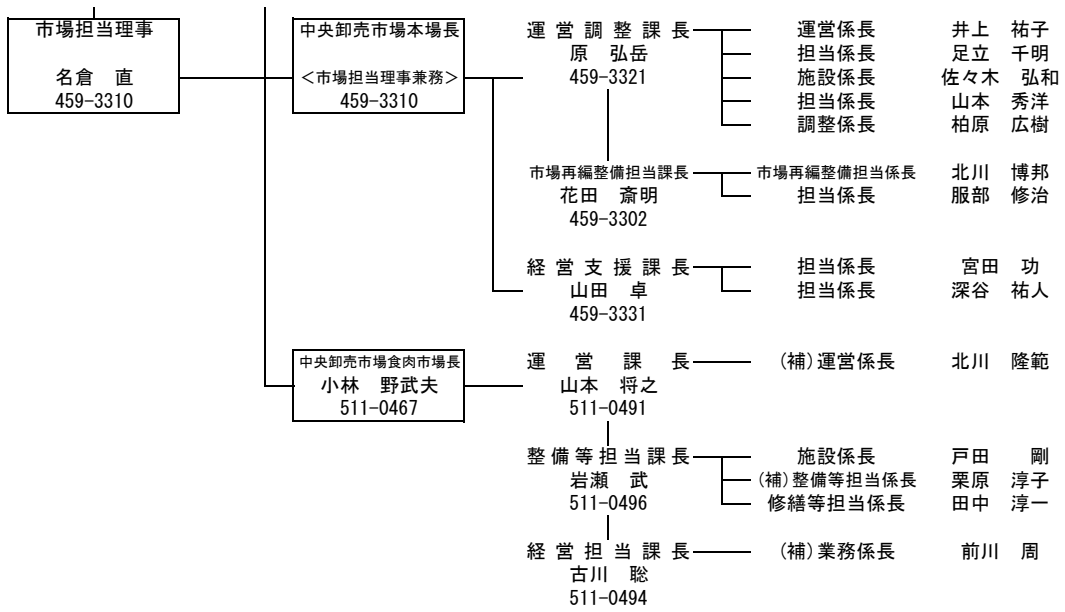 市場担当理事
名倉 直
459-3310
中央卸売市場本場長
<市場担当理事兼務>
459-3310
運営調整課長
原 弘岳
459-3321
運営係長 井上 祐子
担当係長 足立 千明
施設係長 佐々木 弘和
担当係長 山本 秀洋
調整係長 柏原 広樹
市場再編整備担当課長
花田 斎明
459-3302
市場再編整備担当係長 北川 博邦
担当係長 服部 修治
経営支援課長
山田 卓
459-3331
担当係長 宮田 功
担当係長 深谷 祐人
中央卸売市場食肉市場長
小林 野武夫
511-0467
運営課長
山本 将之
511-0491
(補)運営係長 北川 隆範
整備等担当課長
岩瀬 武
511-0496
施設係長 戸田 剛
(補)整備等担当係長 栗原 淳子
修繕等担当係長 田中 淳一
経営担当課長
古川 聡
511-0494
(補)業務係長 前川 周